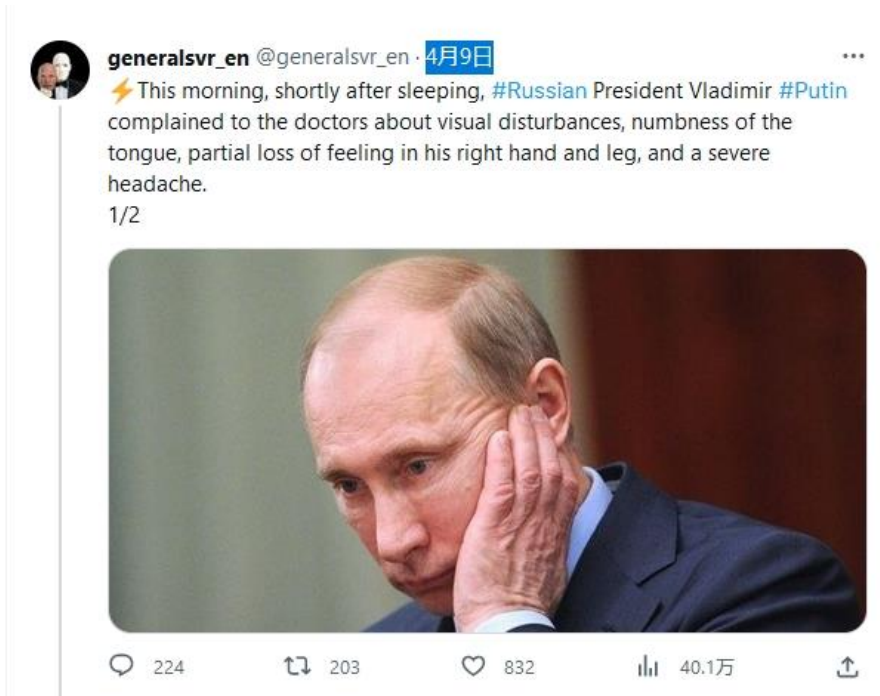 generalsvr_en @generalsvr_en · 4月9日
⚡This morning, shortly after sleeping, #Russian President Vladimir #Putin
complained to the doctors about visual disturbances, numbness of the
tongue, partial loss of feeling in his right hand and leg, and a severe
headache.
1/2
224 203 832 40.1万